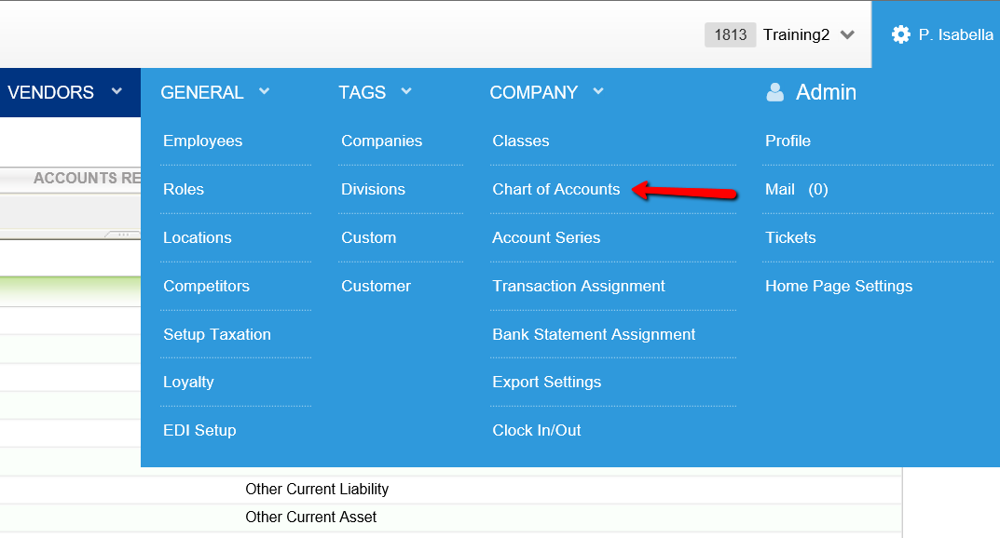 1813 Training2 P. Isabella
VENDORS GENERAL TAGS COMPANY Admin
Employees Companies Classes Profile
ACCOUNTS RE
Roles Divisions Chart of Accounts Mail (0)
Locations Custom Account Series Tickets
Competitors Customer Transaction Assignment Home Page Settings
Setup Taxation Bank Statement Assignment
Loyalty Export Settings
EDI Setup Clock In/Out
Other Current Liability
Other Current Asset